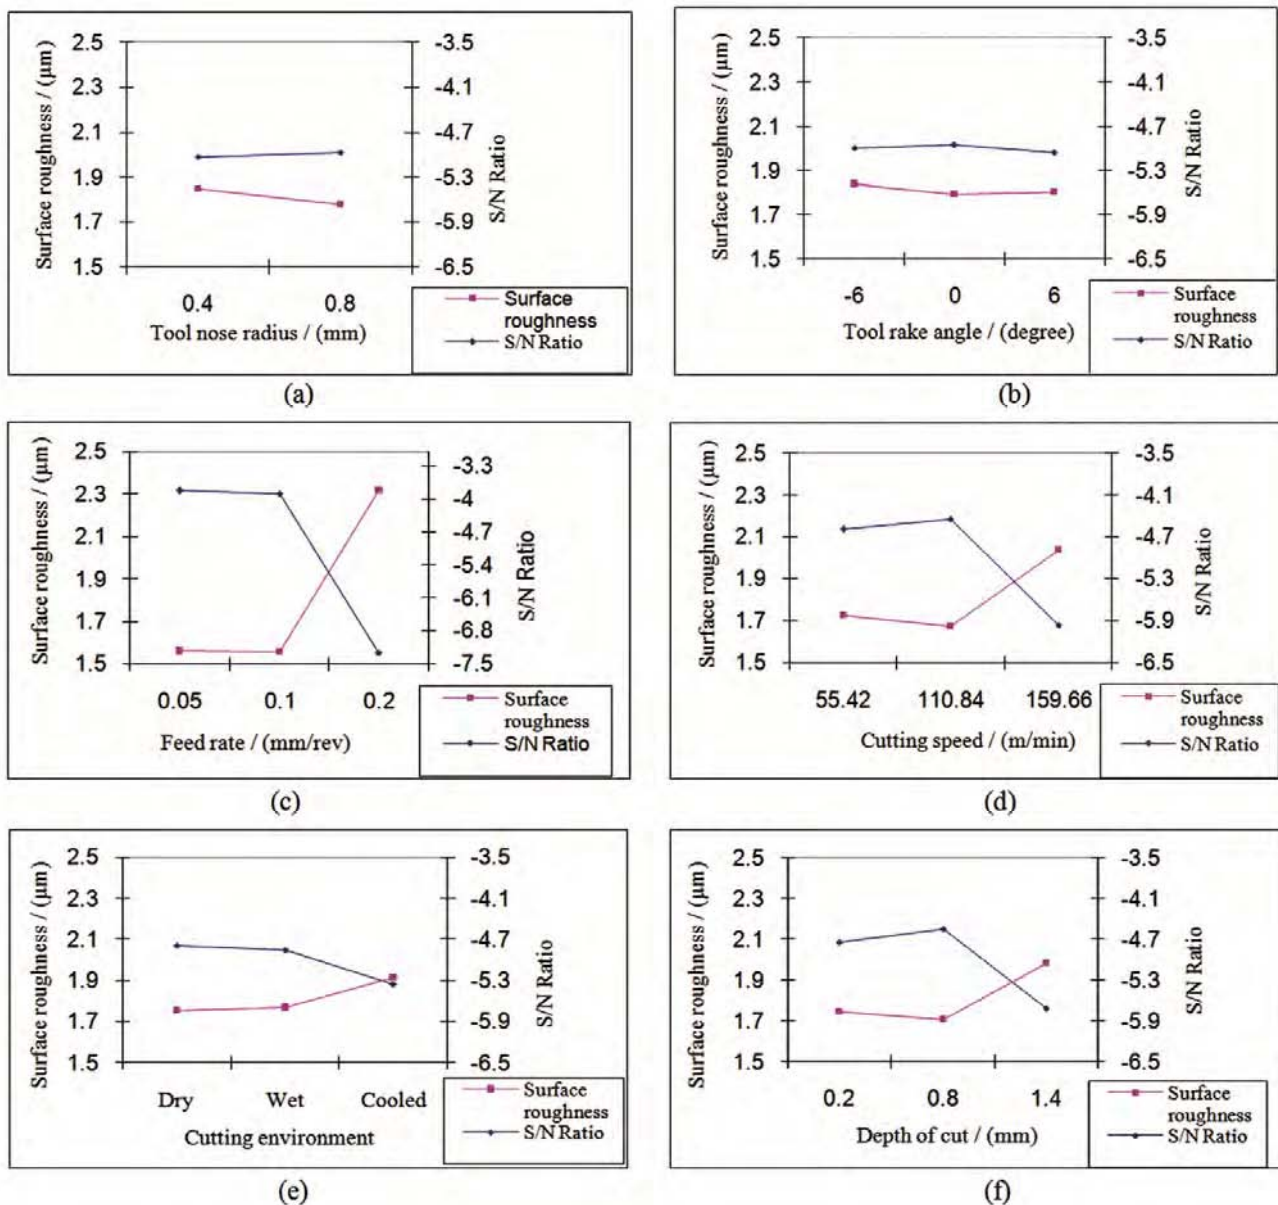 2.5
2.3
2.1
1.9
1.7
1.5
Surface roughness / (µm)
-3.5
-4.1
-4.7
-5.3
-5.9
-6.5
S/N Ratio
0.4 0.8
Tool nose radius / (mm)
Surface
roughness
S/N Ratio
(a)
2.5
2.3
2.1
1.9
1.7
1.5
Surface roughness / (µm)
-3.5
-4.1
-4.7
-5.3
-5.9
-6.5
S/N Ratio
-6 0 6
Tool rake angle / (degree)
Surface
roughness
S/N Ratio
(b)
2.5
2.3
2.1
1.9
1.7
1.5
Surface roughness / (µm)
-3.3
-4
-4.7
-5.4
-6.1
-6.8
-7.5
S/N Ratio
0.05 0.1 0.2
Feed rate / (mm/rev)
Surface
roughness
S/N Ratio
(c)
2.5
2.3
2.1
1.9
1.7
1.5
Surface roughness / (µm)
-3.5
-4.1
-4.7
-5.3
-5.9
-6.5
S/N Ratio
55.42 110.84 159.66
Cutting speed / (m/min)
Surface
roughness
S/N Ratio
(d)
2.5
2.3
2.1
1.9
1.7
1.5
Surface roughness / (µm)
-3.5
-4.1
-4.7
-5.3
-5.9
-6.5
S/N Ratio
Dry Wet Cooled
Cutting environment
Surface
roughness
S/N Ratio
(e)
2.5
2.3
2.1
1.9
1.7
1.5
Surface roughness / (µm)
-3.5
-4.1
-4.7
-5.3
-5.9
-6.5
S/N Ratio
0.2 0.8 1.4
Depth of cut / (mm)
Surface
roughness
S/N Ratio
(f)